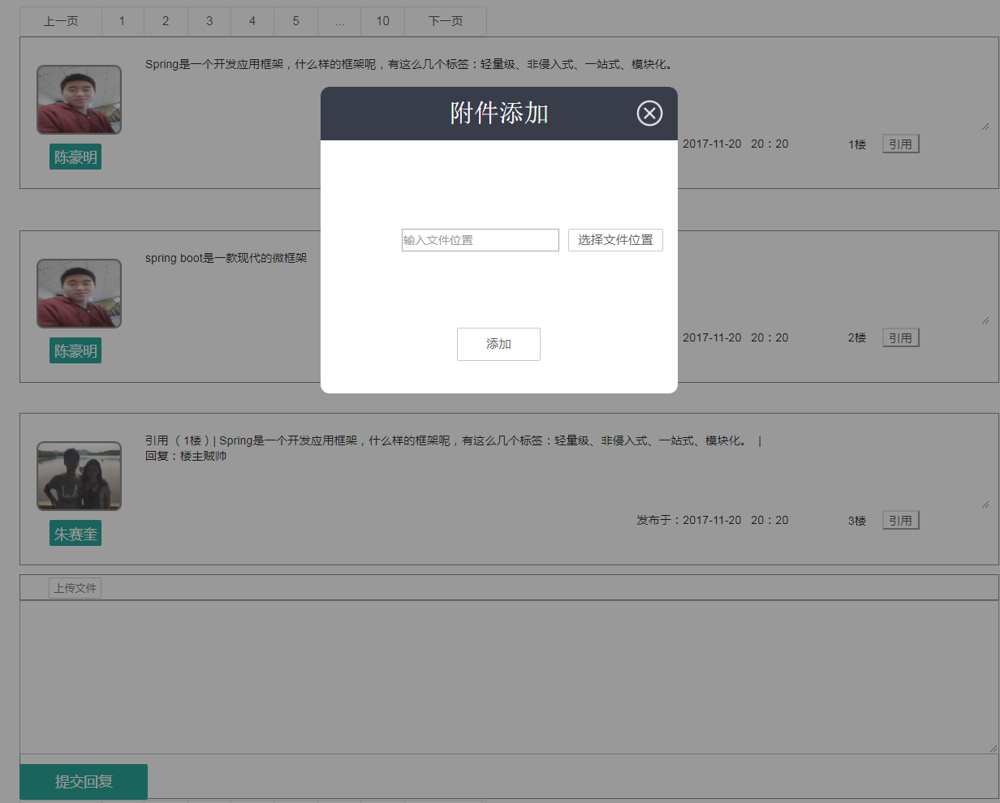 上一页 1 2 3 4 5 ... 10 下一页
Spring是一个开发应用框架，什么样的框架呢，有这么几个标签：轻量级、非侵入式、一站式、模块化。
陈豪明
2017-11-20 20：20 1楼 引用
附件添加
输入文件位置 选择文件位置
添加
spring boot是一款现代的微框架
陈豪明
2017-11-20 20：20 2楼 引用
引用 （ 1楼 ) | Spring是一个开发应用框架，什么样的框架呢，有这么几个标签：轻量级、非侵入式、一站式、模块化。 |
回复：楼主贼帅
朱赛奎
发布于：2017-11-20 20：20 3楼 引用
上传文件
提交回复